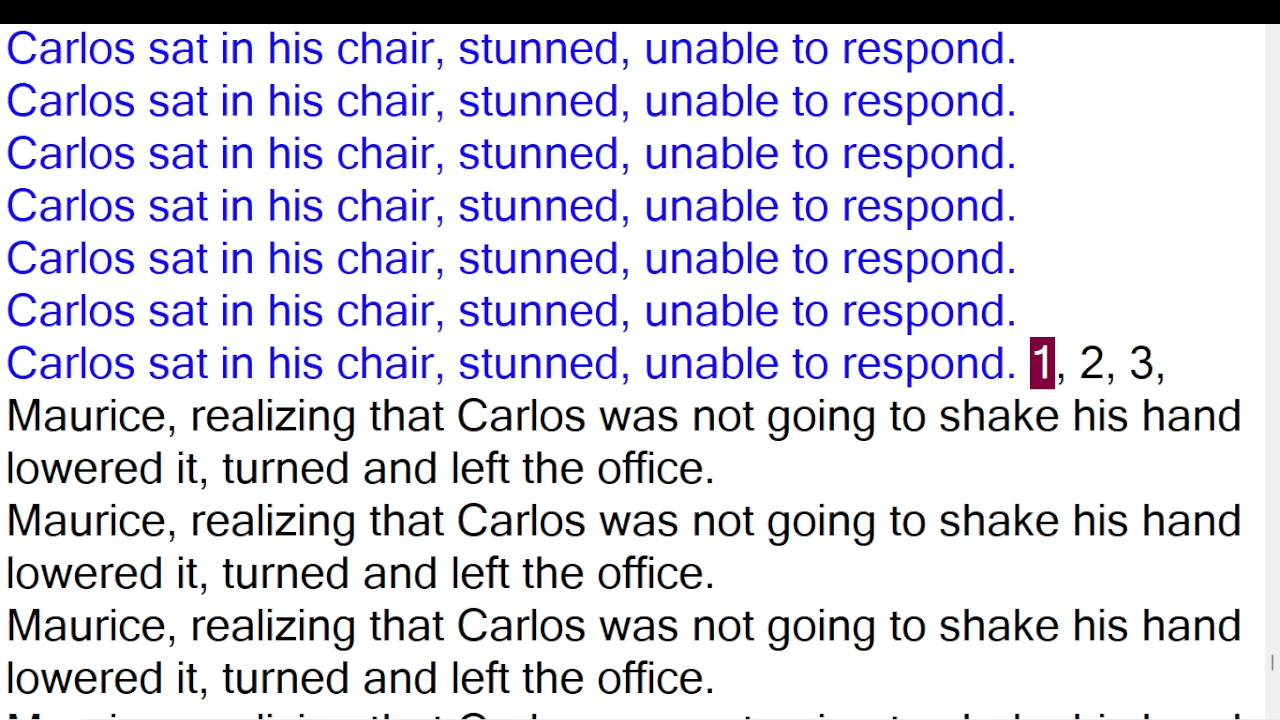 Carlos sat in his chair, stunned, unable to respond.
Carlos sat in his chair, stunned, unable to respond.
Carlos sat in his chair, stunned, unable to respond.
Carlos sat in his chair, stunned, unable to respond.
Carlos sat in his chair, stunned, unable to respond.
Carlos sat in his chair, stunned, unable to respond.
Carlos sat in his chair, stunned, unable to respond. 1, 2, 3,
Maurice, realizing that Carlos was not going to shake his hand
lowered it, turned and left the office.
Maurice, realizing that Carlos was not going to shake his hand
lowered it, turned and left the office.
Maurice, realizing that Carlos was not going to shake his hand
lowered it, turned and left the office.